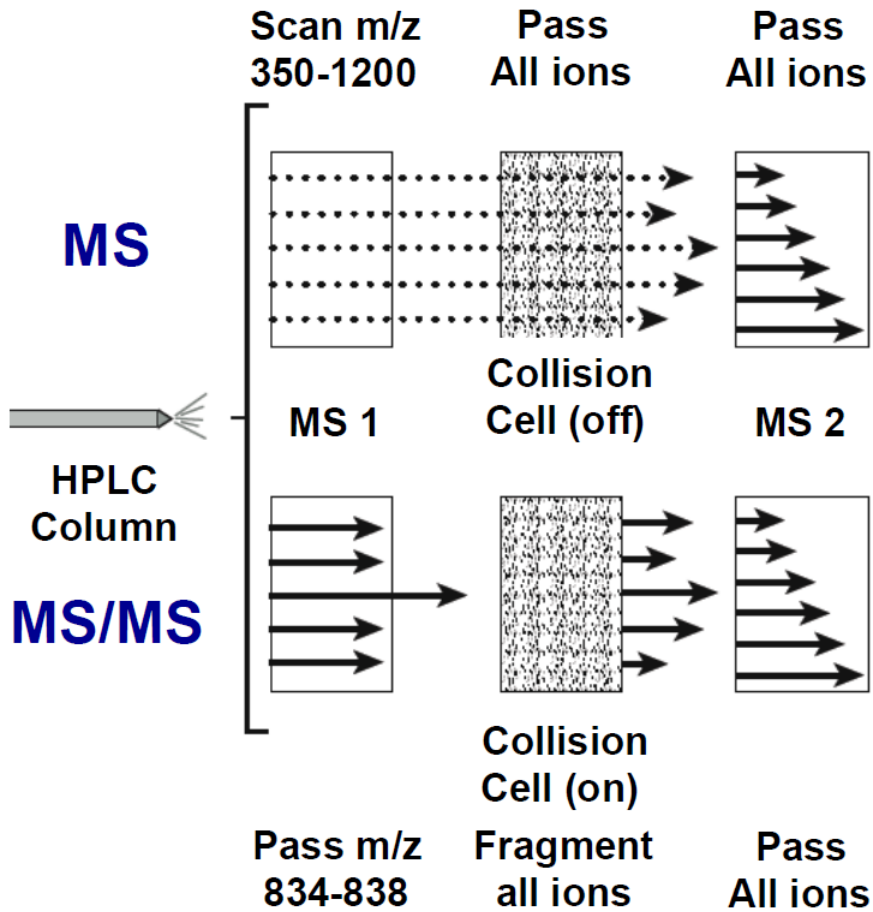 Scan m/z
350-1200
Pass
All ions
Pass
All ions
MS
Collision
Cell (off)
MS 1
MS 2
HPLC
Column
MS/MS
Collision
Cell (on)
Pass m/z
834-838
Fragment
all ions
Pass
All ions